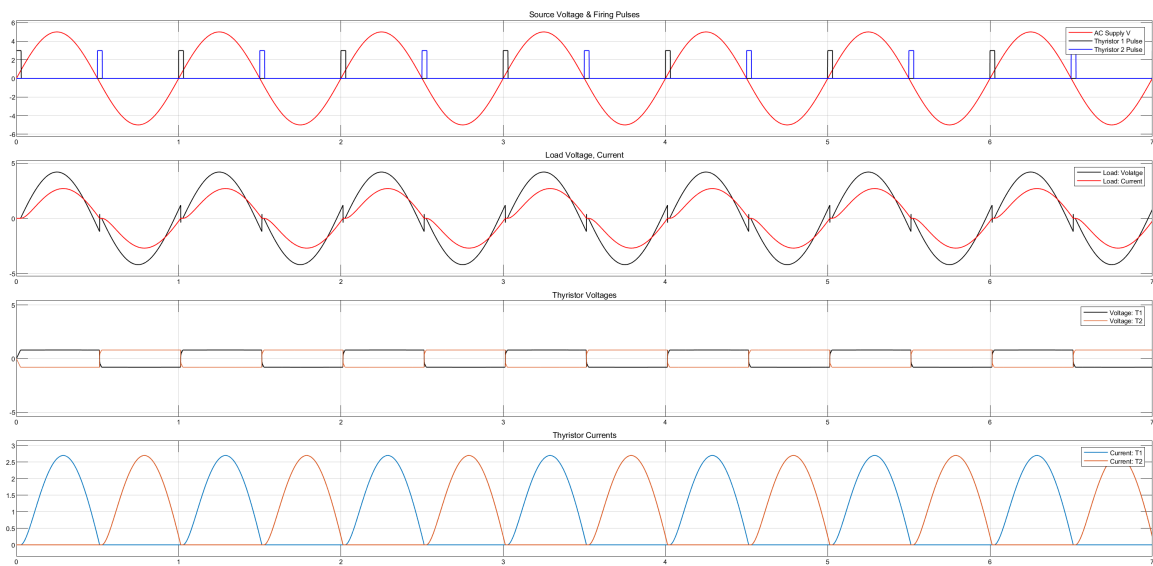 Source Voltage & Firing Pulses
6
4
2
0
-2
-4
-6
AC Supply V
Thyristor 1 Pulse
Thyristor 2 Pulse
0 1 2 3 4 5 6 7
Load Voltage, Current
5
0
-5
Load: Volatge
Load: Current
0 1 2 3 4 5 6 7
Thyristor Voltages
5
0
-5
Voltage: T1
Voltage: T2
0 1 2 3 4 5 6 7
Thyristor Currents
3
2.5
2
1.5
1
0.5
0
Current: T1
Current: T2
0 1 2 3 4 5 6 7